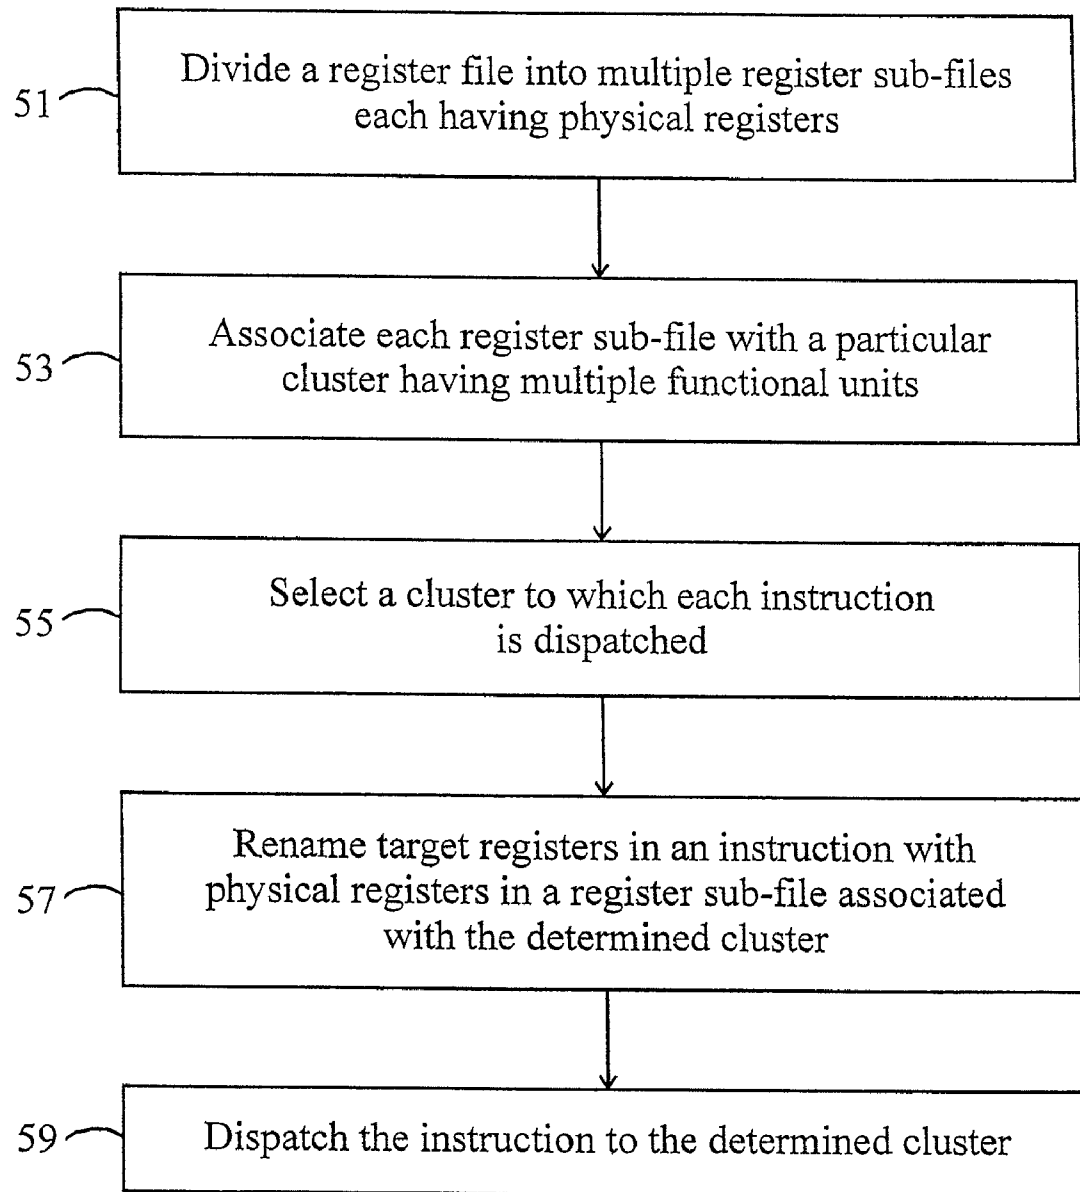 51
Divide a register file into multiple register sub-files
each having physical registers
53
Associate each register sub-file with a particular
cluster having multiple functional units
55
Select a cluster to which each instruction
is dispatched
57
Rename target registers in an instruction with
physical registers in a register sub-file associated
with the determined cluster
59
Dispatch the instruction to the determined cluster